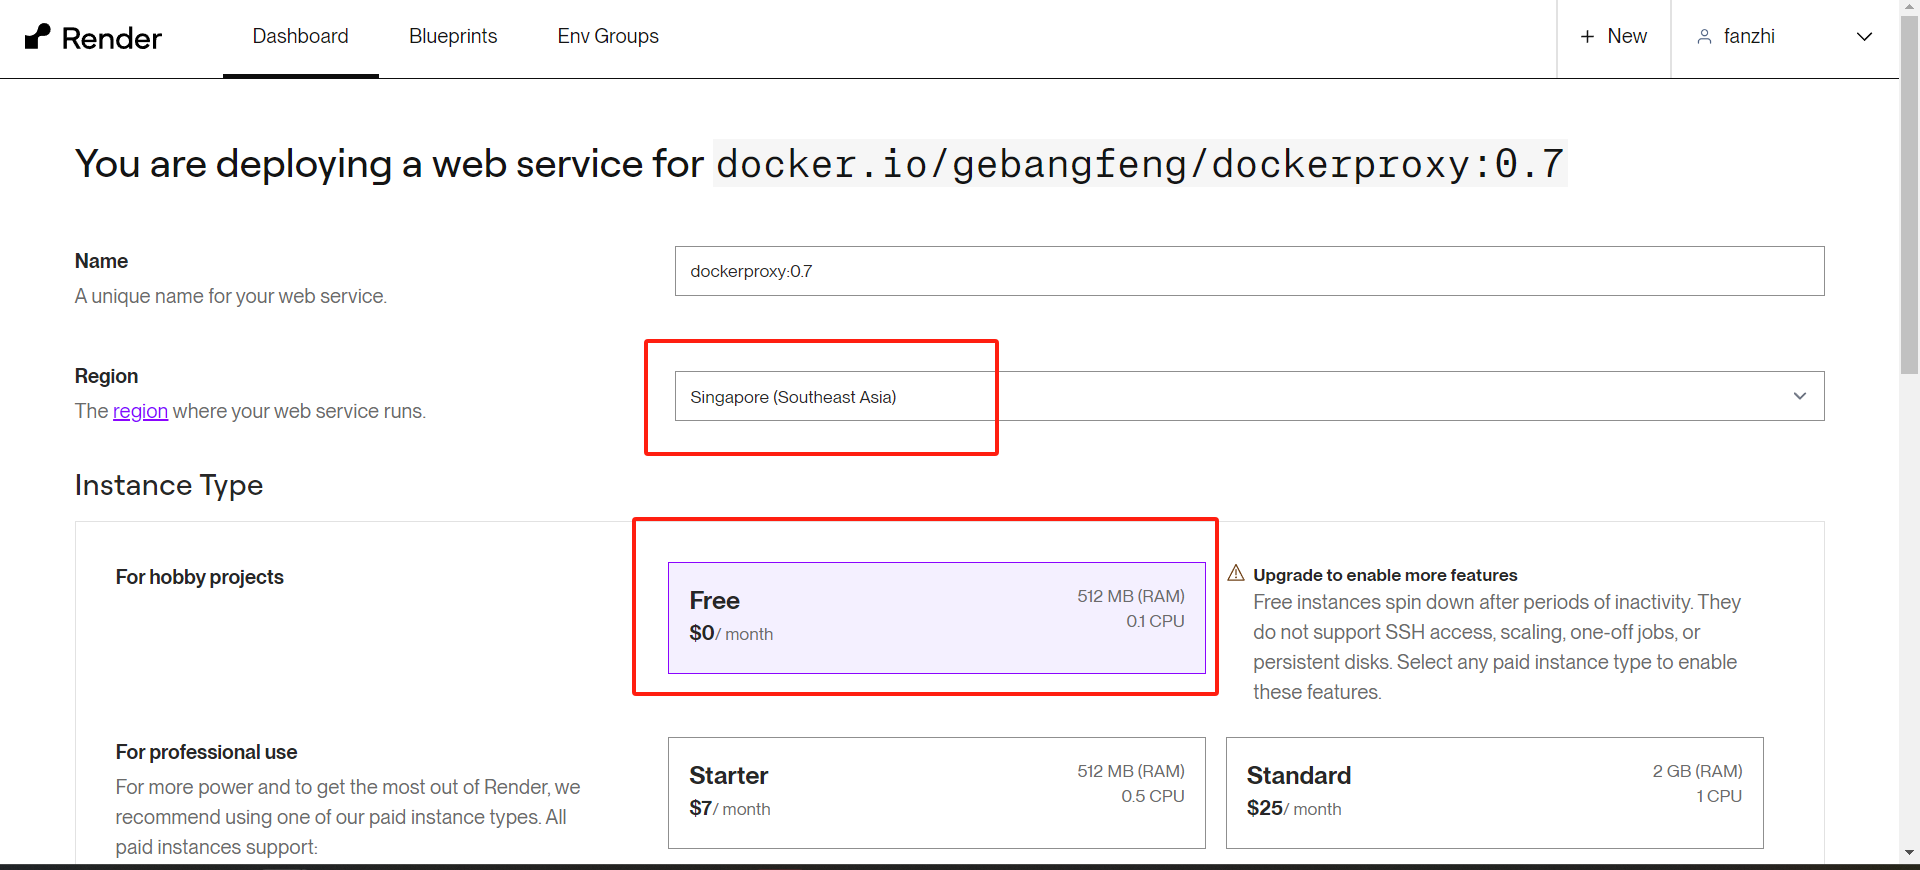 Render
Dashboard
Blueprints
Env Groups
+ New
fanzhi
You are deploying a web service for docker.io/gebangfeng/dockerproxy:0.7
Name
A unique name for your web service.
dockerproxy:0.7
Region
The region where your web service runs.
Singapore (Southeast Asia)
Instance Type
For hobby projects
Free
$0/ month
512 MB (RAM)
0.1 CPU
Upgrade to enable more features
Free instances spin down after periods of inactivity. They
do not support SSH access, scaling, one-off jobs, or
persistent disks. Select any paid instance type to enable
these features.
For professional use
For more power and to get the most out of Render, we
recommend using one of our paid instance types. All
paid instances support:
Starter
$7/ month
512 MB (RAM)
0.5 CPU
Standard
$25/ month
2 GB (RAM)
1 CPU